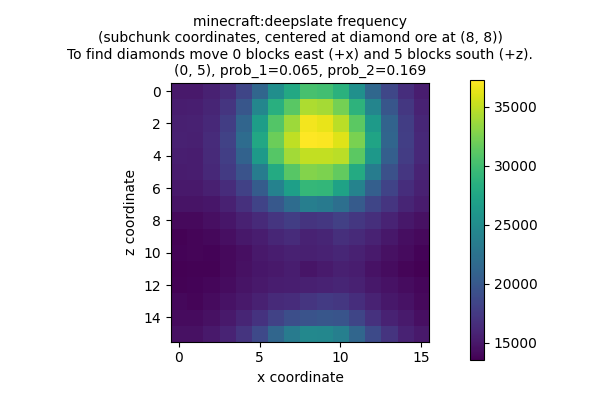 minecraft:deepslate frequency
(subchunk coordinates, centered at diamond ore at (8, 8))
To find diamonds move 0 blocks east (+x) and 5 blocks south (+z).
(0, 5), prob_1=0.065, prob_2=0.169
0
2
4
6
8
10
12
14
z coordinate
0
5
10
15
x coordinate
35000
30000
25000
20000
15000